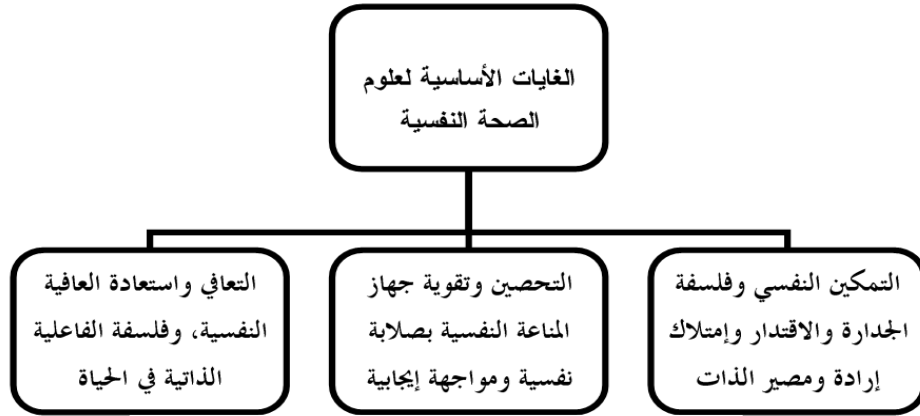 الغايات الأساسية لعلوم
الصحة النفسية
التمكين النفسي وفلسفة
الجدارة والاقتدار وإمتلاك
إرادة ومصير الذات
التحصين وتقوية جهاز
المناعة النفسية بصلابة
نفسية ومواجهة إيجابية
التعافي واستعادة العافية
النفسية، وفلسفة الفاعلية
الذاتية في الحياة